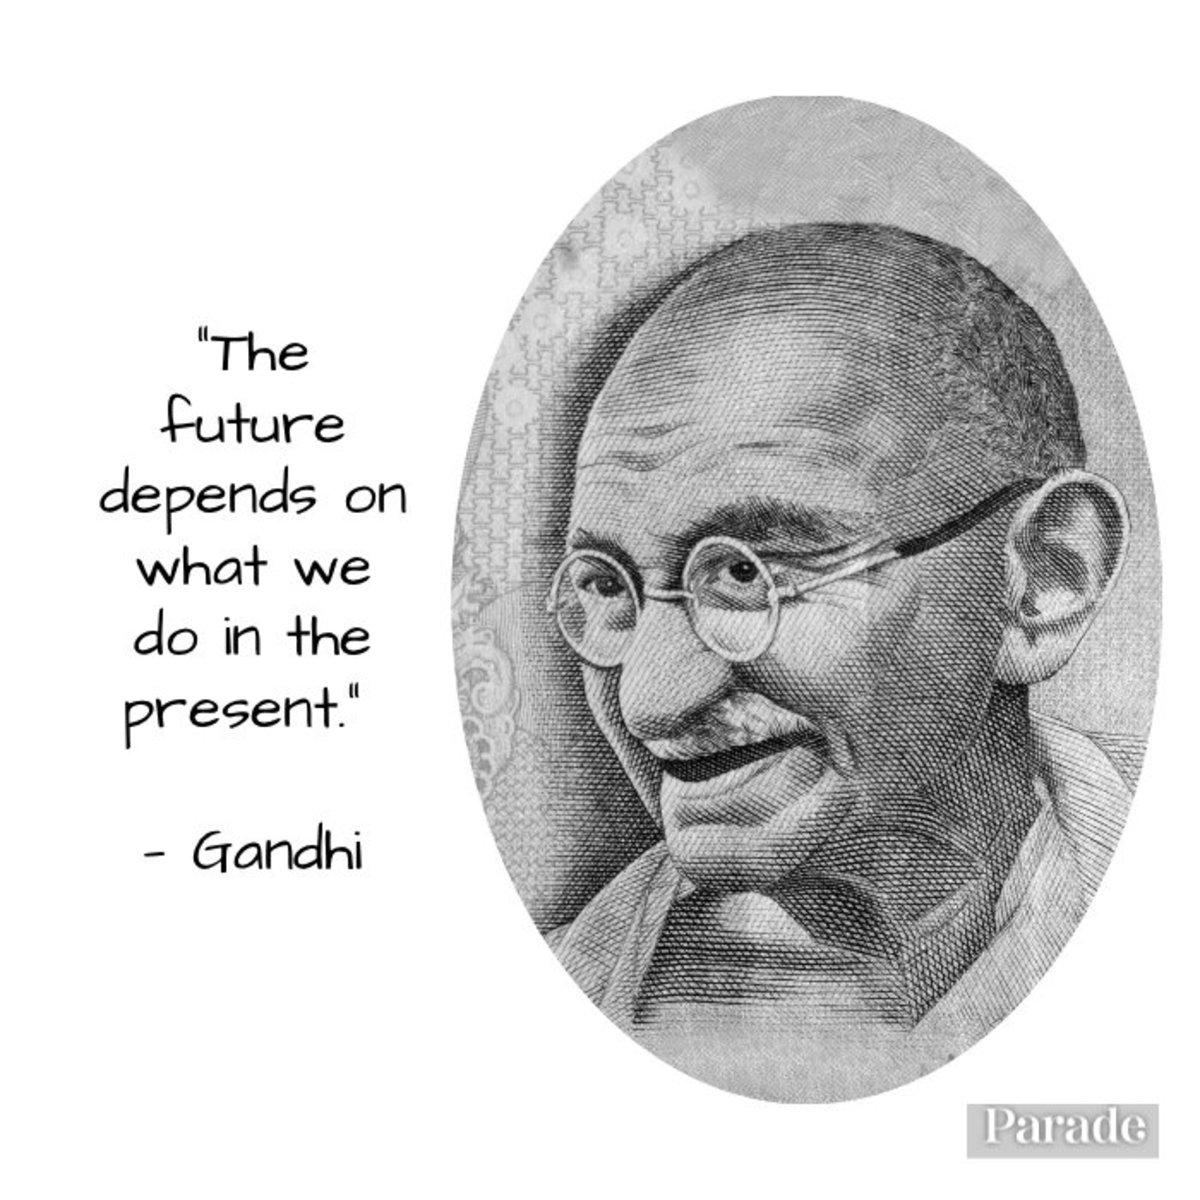 "The
future
depends on
what we
do in the
present."
- Gandhi
Parade